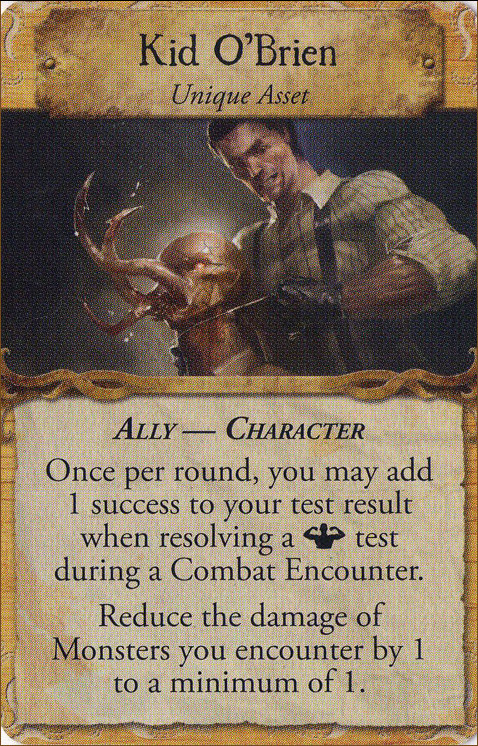 Kid O'Brien
Unique Asset
Ally — Character
Once per round, you may add
1 success to your test result
when resolving a test
during a Combat Encounter.
Reduce the damage of
Monsters you encounter by 1
to a minimum of 1.